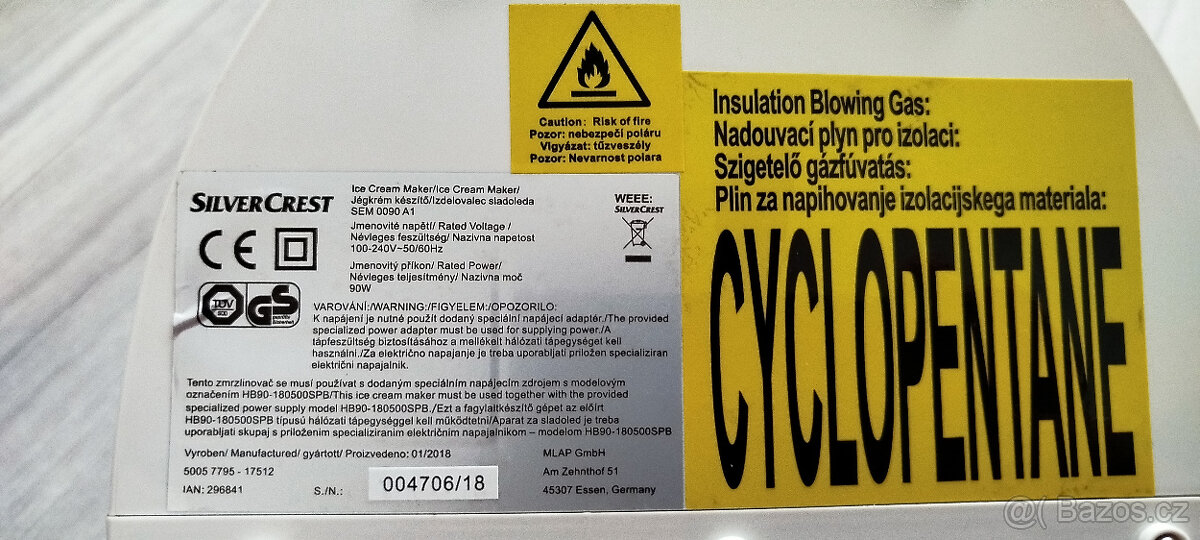 Caution: Risk of fire
Pozor: nebezpečí poláru
Vigyázat: tűzveszély
Pozor: Nevarnost polara
Insulation Blowing Gas:
Nadouvací plyn pro izolaci:
Szigetelő gázfúvatás:
Plin za napihovanje izolacijskega materiala:
CYCLOPENTANE
SILVERCREST
Ice Cream Maker/Ice Cream Maker/
Jégkrém készítő/Izdelovalec sladoleda
SEM 0090 A1
Jmenovité napětí/ Rated Voltage /
Névleges feszültség/ Nazivna napetost
100-240V~50/60Hz
Jmenovitý příkon/ Rated Power/
Névleges teljesítmény/ Nazivna moč
90W
WEEE:
SILVERCREST
CE
TÜV
GS
VAROVÁNI:/WARNING:/FIGYELEM:/OPOZORILO:
K napájení je nutné použít dodaný speciální napájecí adaptér./The provided
specialized power adapter must be used for supplying power./A
tápfeszültség biztosításához a mellékelt hálózati tápegységet kell
használni./Za električno napajanje je treba uporabljati priložen specializiran
električni napajalnik.
Tento zmrzlinovač se musí používat s dodaným speciálním napájecím zdrojem s modelovým
označením HB90-180500SPB/This ice cream maker must be used together with the provided
specialized power supply model HB90-180500SPB./Ezt a fagylaltkészítő gépet az előírt
HB90-180500SPB típusú hálózati tápegységgel kell működtetni/Aparat za sladoled je treba
uporabljati skupaj s priloženim specializiranim električnim napajalnikom – modelom HB90-180500SPB
Vyroben/ Manufactured/ gyártott/ Proizvedeno: 01/2018
5005 7795 - 17512
IAN: 296841
S./N.: 004706/18
MLAP GmbH
Am Zehnthof 51
45307 Essen, Germany
@( Bazos.cz